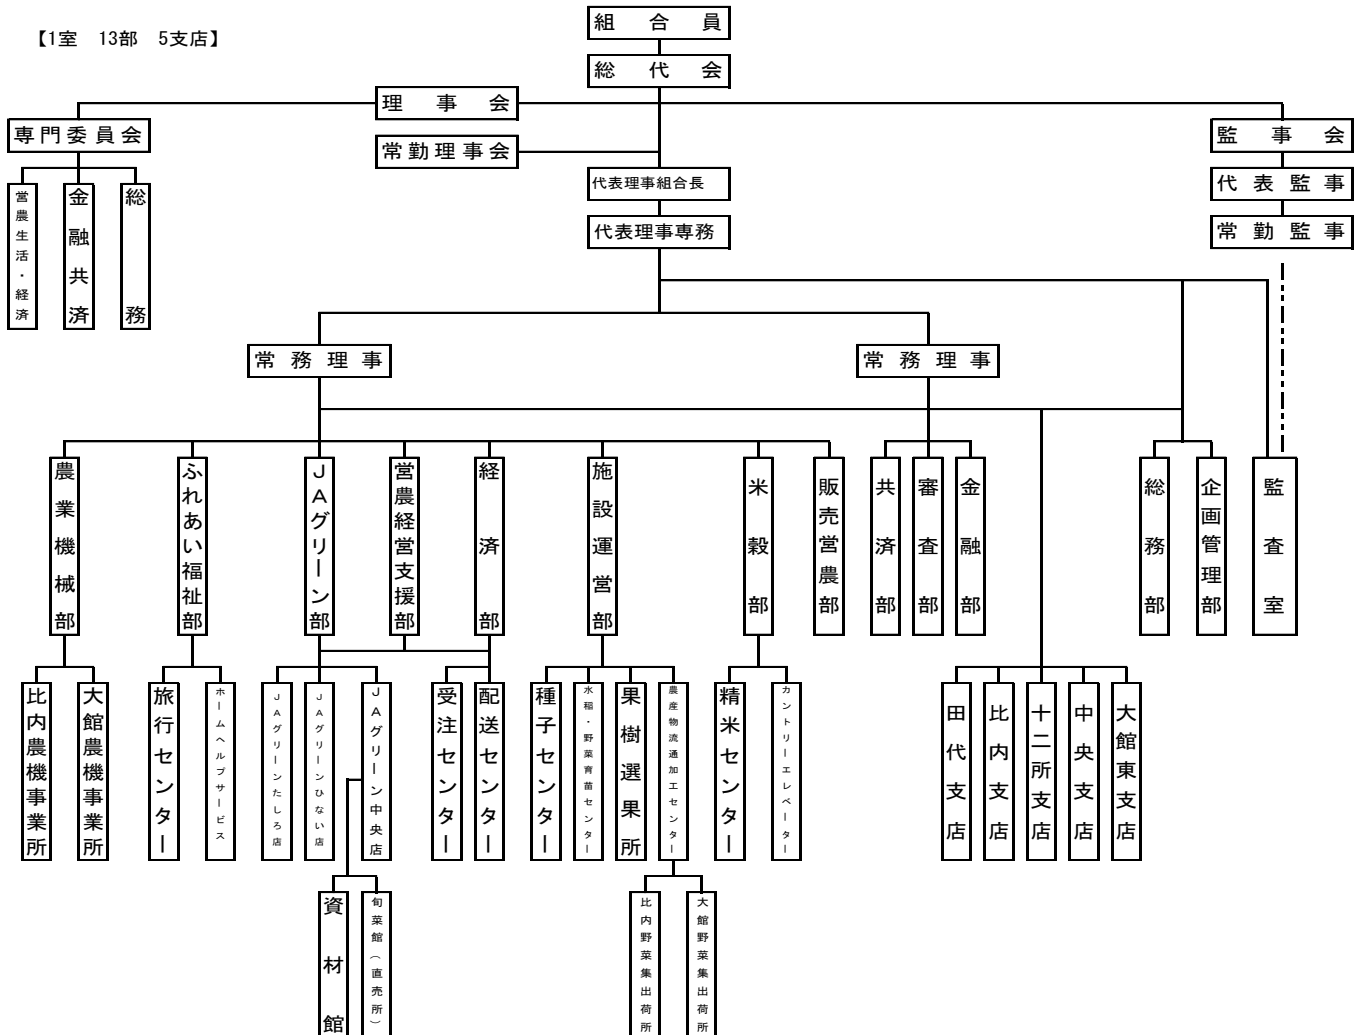 【1室　13部　5支店】
組合員
総代会
理事会
専門委員会
監事会
常勤理事会
代表理事組合長
代表監事
代表理事専務
常勤監事
営農生活・経済
金融共済
総務
常務理事
常務理事
農業機械部
ふれあい福祉部
JAグリーン部
営農経営支援部
経済部
施設運営部
米穀部
販売営農部
共済部
審査部
金融部
総務部
企画管理部
監査室
比内農機事業所
大館農機事業所
旅行センター
ホームヘルプサービス
JAグリーンたしろ店
JAグリーンひない店
JAグリーン中央店
受注センター
配送センター
種子センター
水稲・野菜育苗センター
果樹選果所
農産物流通加工センター
精米センター
カントリーエレベーター
田代支店
比内支店
十二所支店
中央支店
大館東支店
資材館
旬菜館（直売所）
比内野菜集出荷所
大館野菜集出荷所